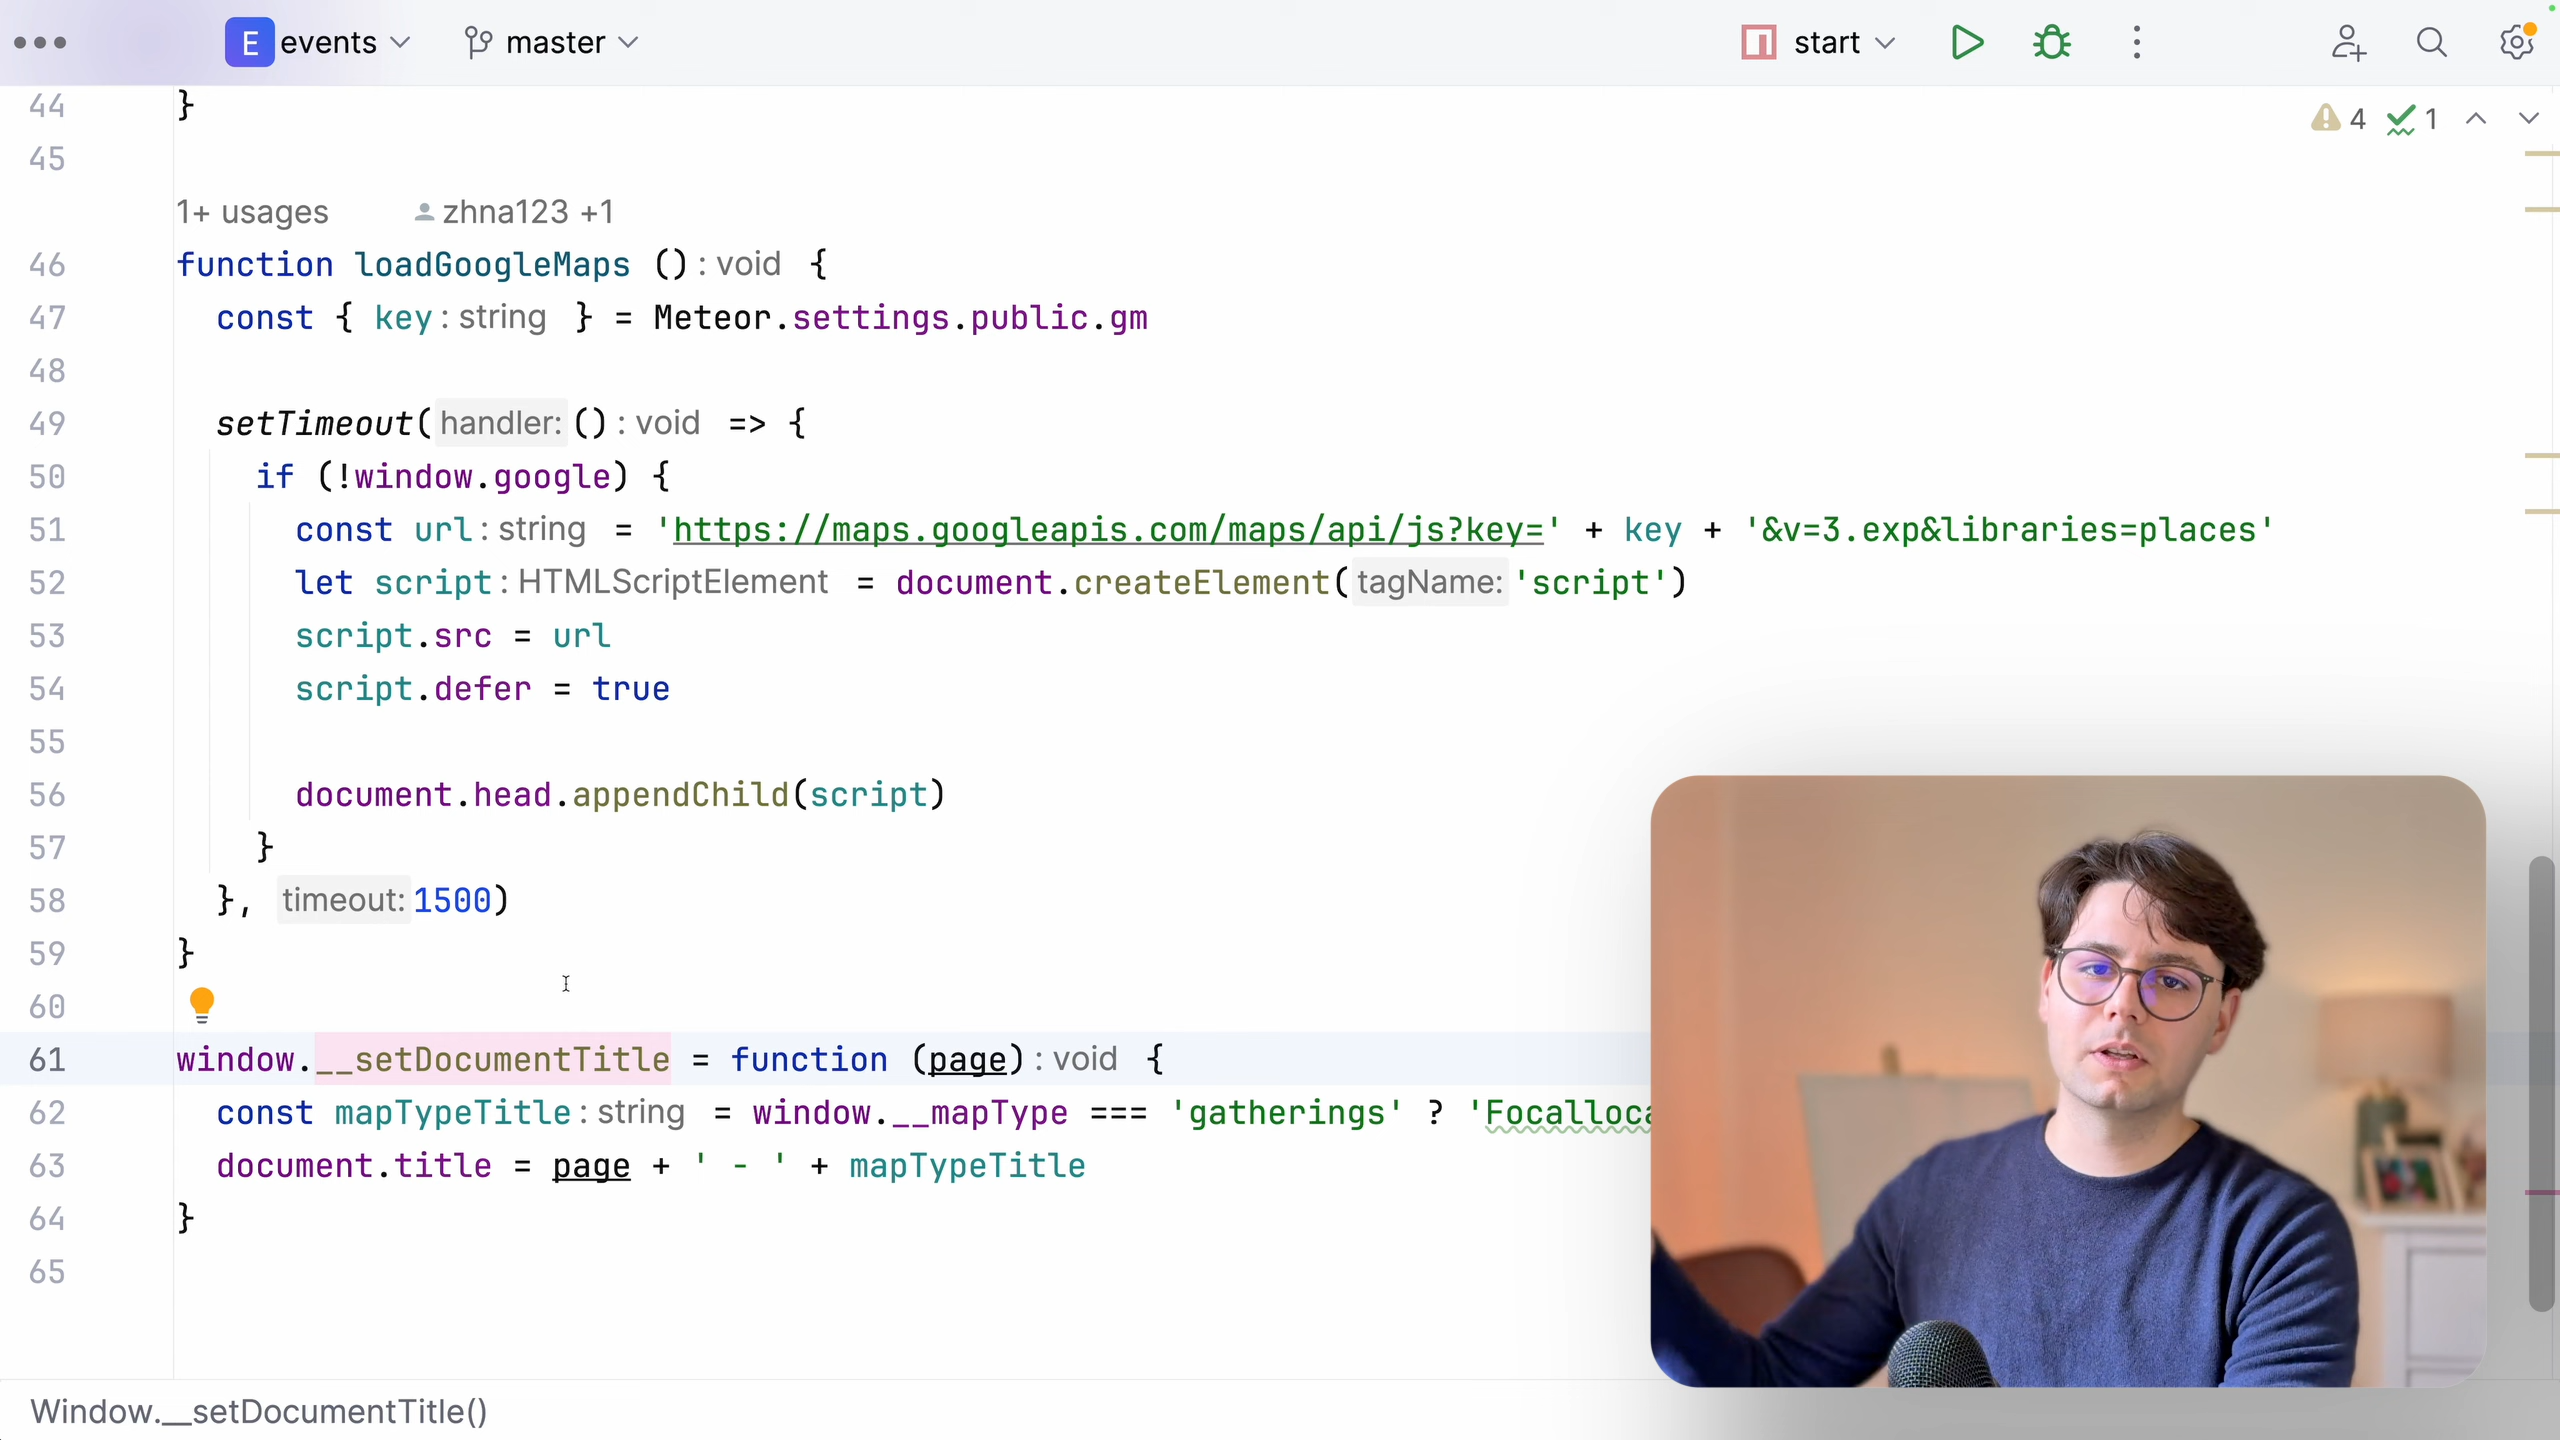 E events master start
44 }
4 1
45
1+ usages zhna123 +1
46 function loadGoogleMaps () : void {
47 const { key : string } = Meteor.settings.public.gm
48
49 setTimeout( handler: () : void => {
50 if (!window.google) {
51 const url : string = 'https://maps.googleapis.com/maps/api/js?key=' + key + '&v=3.exp&libraries=places'
52 let script : HTMLScriptElement = document.createElement( tagName: 'script')
53 script.src = url
54 script.defer = true
55
56 document.head.appendChild(script)
57 }
58 }, timeout: 1500)
59 }
60
61 window.__setDocumentTitle = function (page) : void {
62 const mapTypeTitle : string = window.__mapType === 'gatherings' ? 'Focalloca
63 document.title = page + ' - ' + mapTypeTitle
64 }
65
Window.__setDocumentTitle()